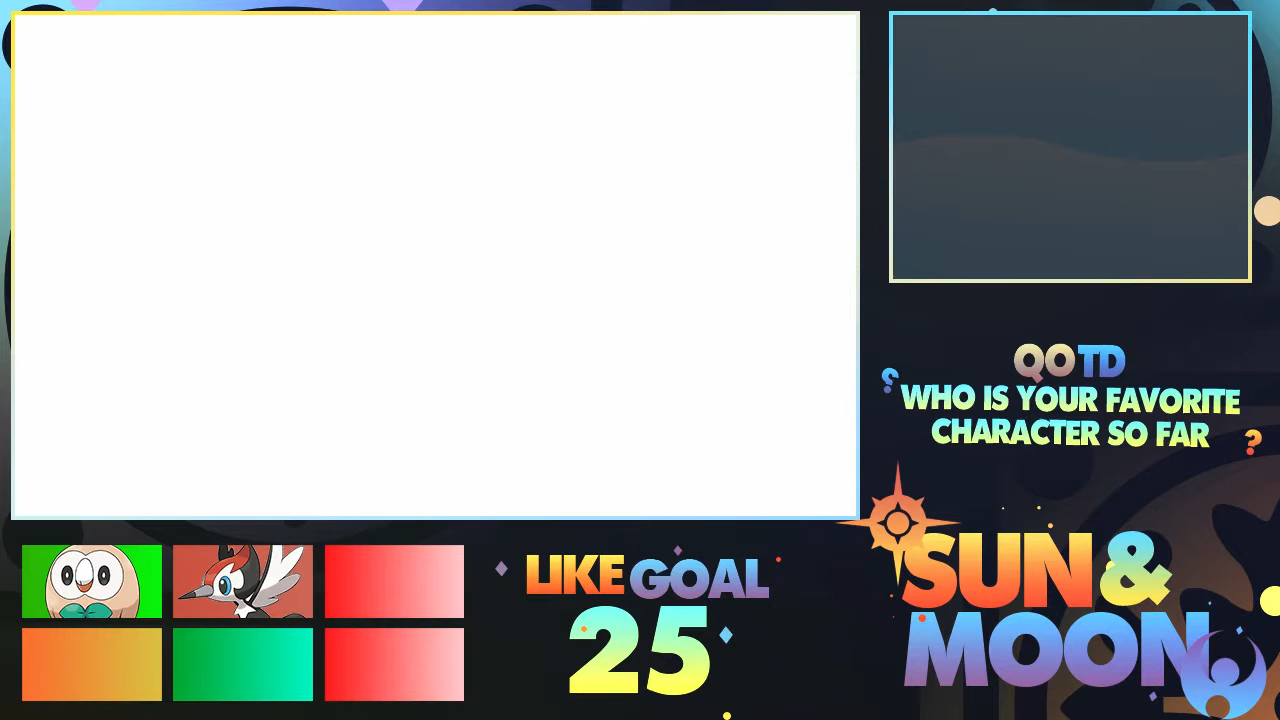 QOTD
WHO IS YOUR FAVORITE
CHARACTER SO FAR
?
?
LIKE GOAL
25
SUN &
MOON